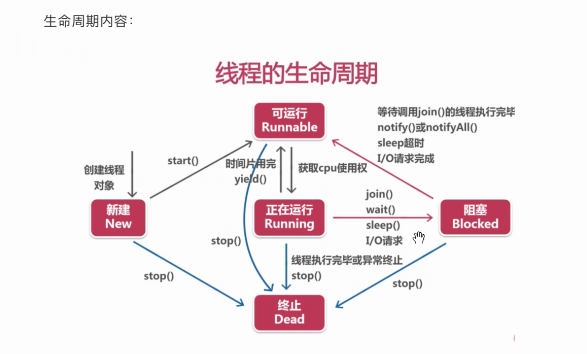 生命周期内容：
线程的生命周期
可运行
Runnable
等待调用join()的线程执行完毕
notify()或notifyAll()
sleep超时
I/O请求完成
创建线程
对象
start()
时间片用完
yield()
获取cpu使用权
新建
New
正在运行
Running
join()
wait()
sleep()
I/O请求
阻塞
Blocked
stop()
线程执行完毕或异常终止
stop()
stop()
stop()
终止
Dead